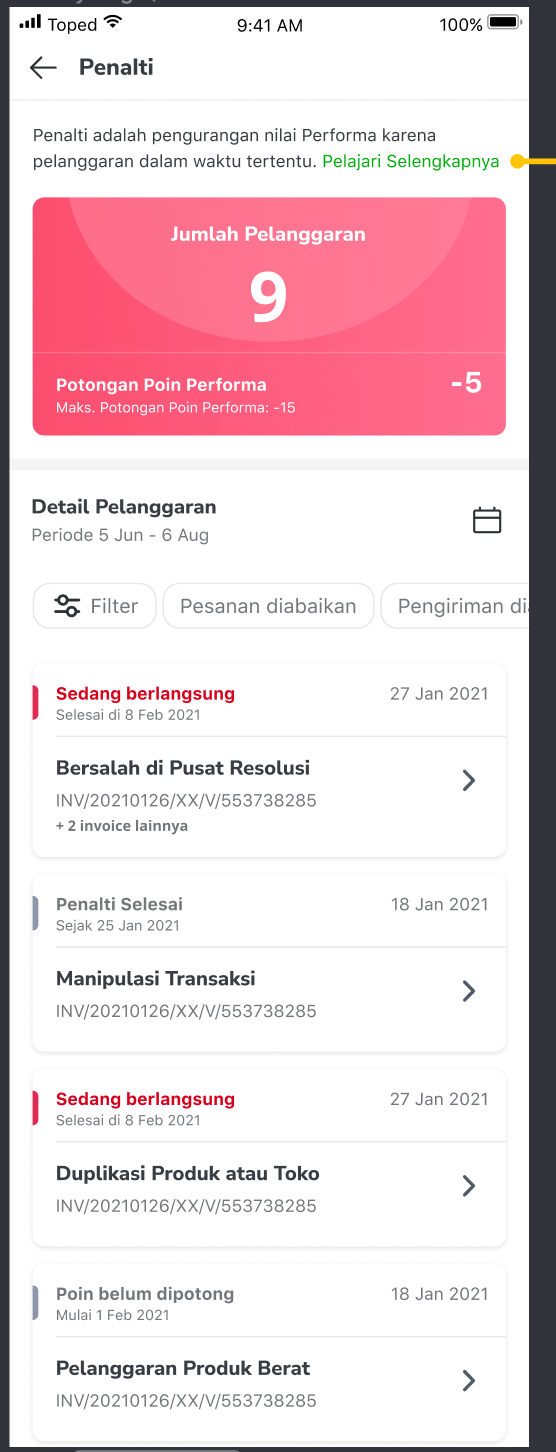 Toped 9:41 AM 100%
Penalti
Penalti adalah pengurangan nilai Performa karena
pelanggaran dalam waktu tertentu. Pelajari Selengkapnya
Jumlah Pelanggaran
9
Potongan Poin Performa -5
Maks. Potongan Poin Performa: -15
Detail Pelanggaran
Periode 5 Jun - 6 Aug
Filter Pesanan diabaikan Pengiriman
Sedang berlangsung 27 Jan 2021
Selesai di 8 Feb 2021
Bersalah di Pusat Resolusi
INV/20210126/XX/V/553738285
+ 2 invoice lainnya
Penalti Selesai 18 Jan 2021
Sejak 25 Jan 2021
Manipulasi Transaksi
INV/20210126/XX/V/553738285
Sedang berlangsung 27 Jan 2021
Selesai di 8 Feb 2021
Duplikasi Produk atau Toko
INV/20210126/XX/V/553738285
Poin belum dipotong 18 Jan 2021
Mulai 1 Feb 2021
Pelanggaran Produk Berat
INV/20210126/XX/V/553738285